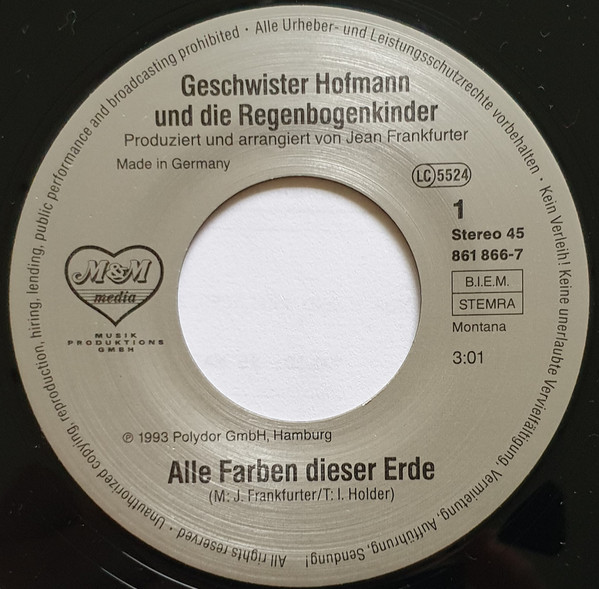 Alle Urheber- und Leistungsschutzrechte vorbehalten · Kein Verleih! Keine unerlaubte Vervielfältigung, Vermietung, Aufführung, Sendung!
All rights reserved · Unauthorized copying, reproduction, hiring, lending, public performance and broadcasting prohibited ·
Geschwister Hofmann
und die Regenbogenkinder
Produziert und arrangiert von Jean Frankfurter
Made in Germany
LC 5524
1
Stereo 45
861 866-7
B.I.E.M.
STEMRA
Montana
3:01
M&M
media
MUSIK
PRODUKTIONS
GMBH
℗ 1993 Polydor GmbH, Hamburg
Alle Farben dieser Erde
(M: J. Frankfurter/T: I. Holder)